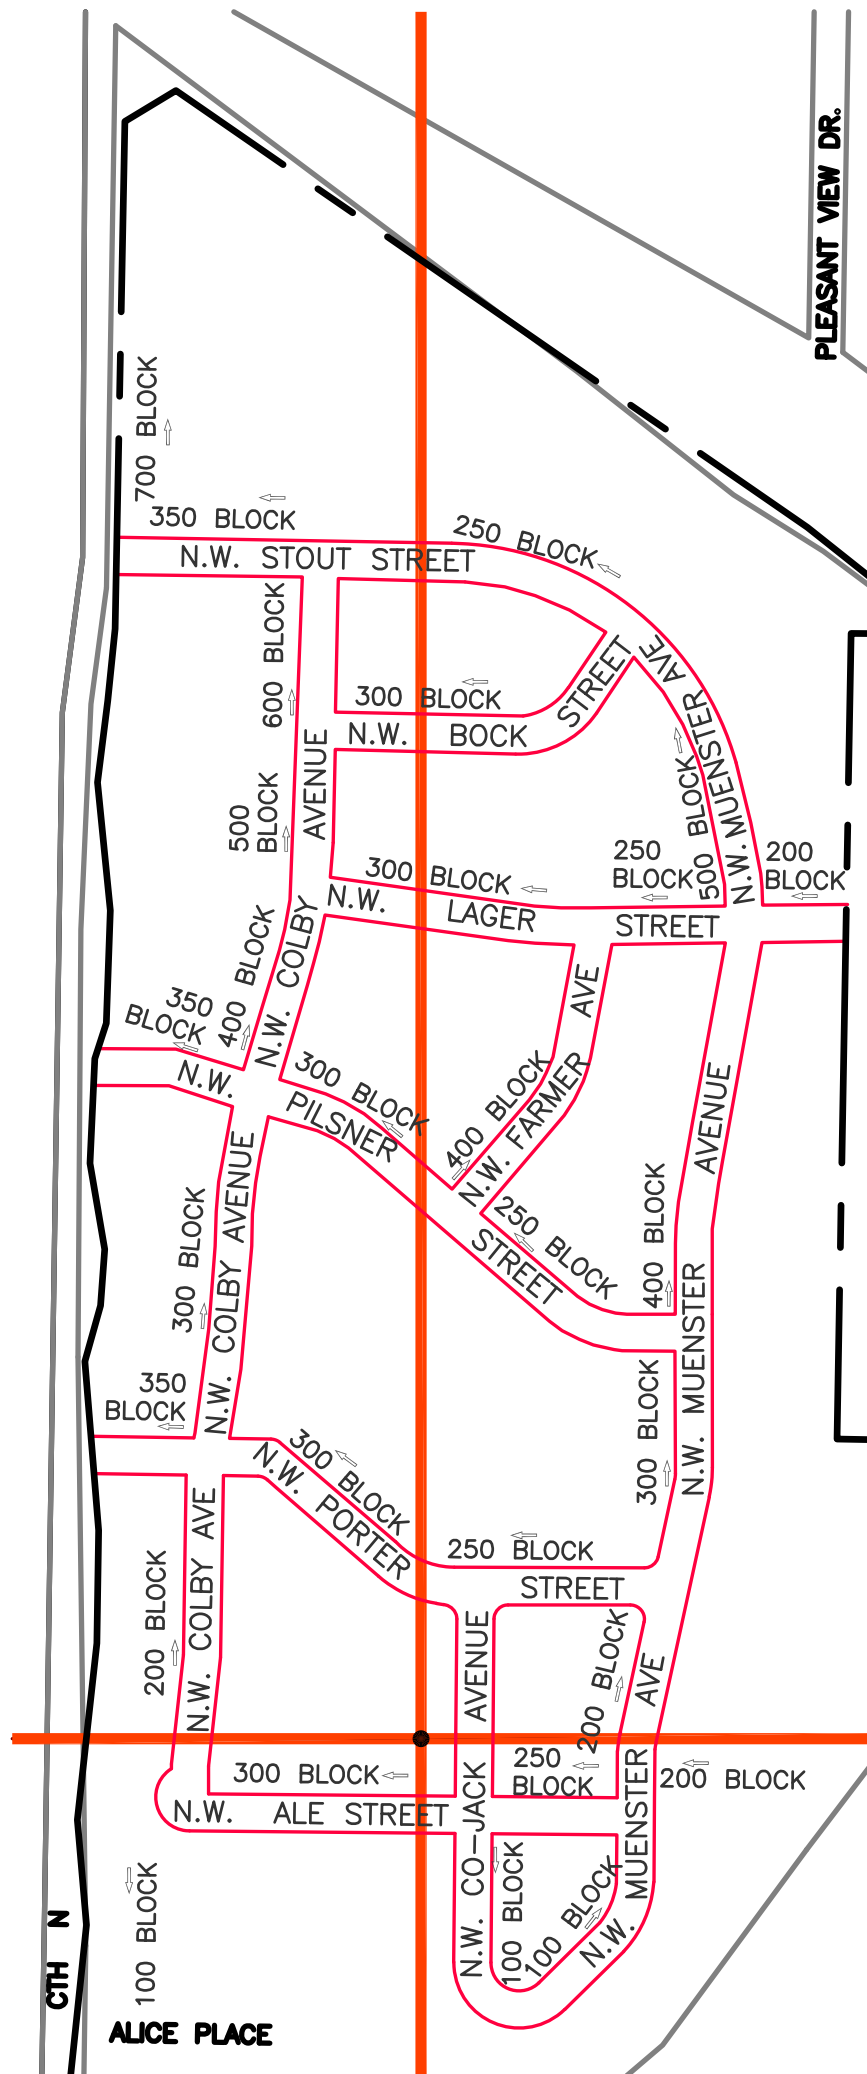 PLEASANT VIEW DR.
700 BLOCK
350 BLOCK
250 BLOCK
N.W. STOUT STREET
600 BLOCK
300 BLOCK
N.W. BOCK STREET
N.W. MUENSTER AVE
500 BLOCK
500
BLOCK
AVENUE
N.W. COLBY
300 BLOCK
250
BLOCK
200
BLOCK
N.W. LAGER STREET
400 BLOCK
350
BLOCK
N.W. PILSNER STREET
300 BLOCK
400 BLOCK
N.W. FARMER AVE
250 BLOCK
AVENUE
400 BLOCK
N.W. COLBY AVENUE
300 BLOCK
N.W. MUENSTER
300 BLOCK
350
BLOCK
300 BLOCK
N.W. PORTER STREET
250 BLOCK
N.W. COLBY AVE
200 BLOCK
AVENUE
200 BLOCK
AVE
250
BLOCK
200 BLOCK
300 BLOCK
N.W. ALE STREET
N.W. CO-JACK
100 BLOCK
100 BLOCK
N.W. MUENSTER
CTH N
100 BLOCK
ALICE PLACE